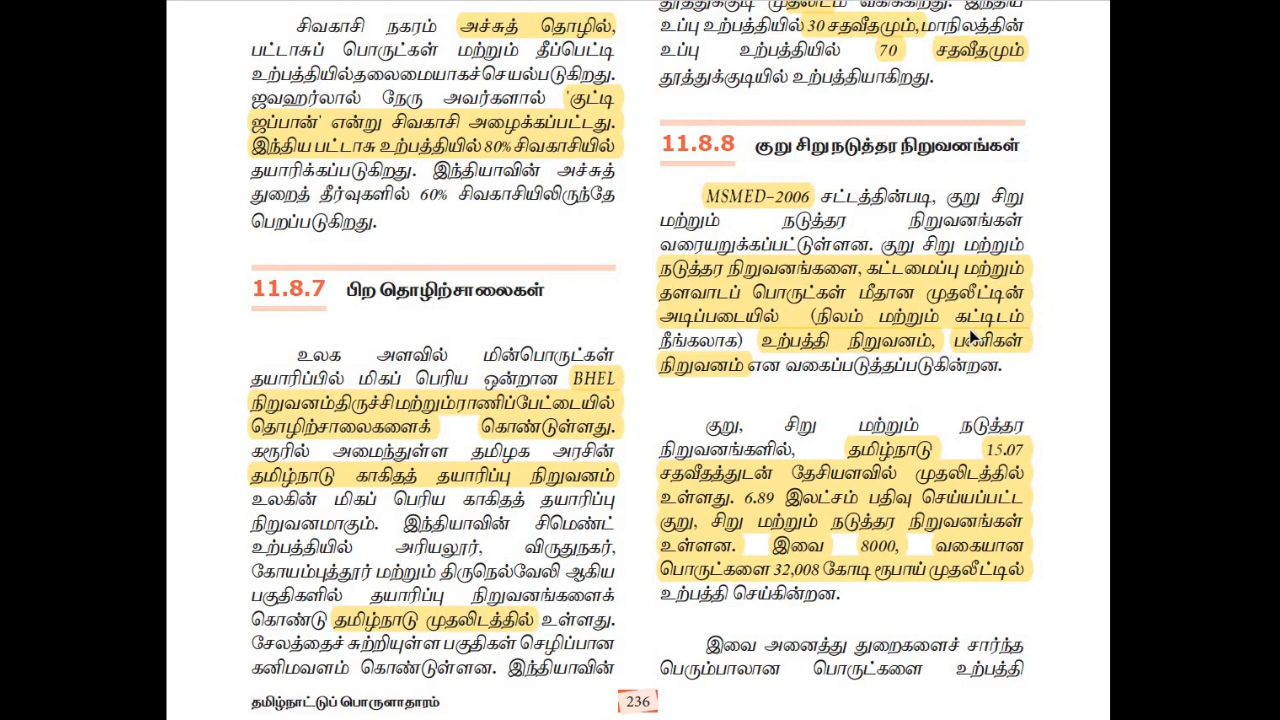 சிவகாசி நகரம் அச்சுத் தொழில்,
பட்டாசுப் பொருட்கள் மற்றும் தீப்பெட்டி
உற்பத்தியில்தலைமையாகச்செயல்படுகிறது.
ஜவஹர்லால் நேரு அவர்களால் 'குட்டி
ஜப்பான்' என்று சிவகாசி அழைக்கப்பட்டது.
இந்திய பட்டாசு உற்பத்தியில் 80% சிவகாசியில்
தயாரிக்கப்படுகிறது. இந்தியாவின் அச்சுத்
துறைத் தீர்வுகளில் 60% சிவகாசியிலிருந்தே
பெறப்படுகிறது.
11.8.7 பிற தொழிற்சாலைகள்
உலக அளவில் மின்பொருட்கள்
தயாரிப்பில் மிகப் பெரிய ஒன்றான BHEL
நிறுவனம்திருச்சிமற்றும்ராணிப்பேட்டையில்
தொழிற்சாலைகளைக் கொண்டுள்ளது.
கரூரில் அமைந்துள்ள தமிழக அரசின்
தமிழ்நாடு காகிதத் தயாரிப்பு நிறுவனம்
உலகின் மிகப் பெரிய காகிதத் தயாரிப்பு
நிறுவனமாகும். இந்தியாவின் சிமெண்ட்
உற்பத்தியில் அரியலூர், விருதுநகர்,
கோயம்புத்தூர் மற்றும் திருநெல்வேலி ஆகிய
பகுதிகளில் தயாரிப்பு நிறுவனங்களைக்
கொண்டு தமிழ்நாடு முதலிடத்தில் உள்ளது.
சேலத்தைச் சுற்றியுள்ள பகுதிகள் செழிப்பான
கனிமவளம் கொண்டுள்ளன. இந்தியாவின்
தூத்துக்குடி முதலிடம் வகிக்கிறது. இந்திய
உப்பு உற்பத்தியில் 30 சதவீதமும்,மாநிலத்தின்
உப்பு உற்பத்தியில் 70 சதவீதமும்
தூத்துக்குடியில் உற்பத்தியாகிறது.
11.8.8 குறு சிறு நடுத்தர நிறுவனங்கள்
MSMED–2006 சட்டத்தின்படி, குறு சிறு
மற்றும் நடுத்தர நிறுவனங்கள்
வரையறுக்கப்பட்டுள்ளன. குறு சிறு மற்றும்
நடுத்தர நிறுவனங்களை, கட்டமைப்பு மற்றும்
தளவாடப் பொருட்கள் மீதான முதலீட்டின்
அடிப்படையில் (நிலம் மற்றும் கட்டிடம்
நீங்கலாக) உற்பத்தி நிறுவனம், பணிகள்
நிறுவனம் என வகைப்படுத்தப்படுகின்றன.
குறு, சிறு மற்றும் நடுத்தர
நிறுவனங்களில், தமிழ்நாடு 15.07
சதவீதத்துடன் தேசியளவில் முதலிடத்தில்
உள்ளது. 6.89 இலட்சம் பதிவு செய்யப்பட்ட
குறு, சிறு மற்றும் நடுத்தர நிறுவனங்கள்
உள்ளன. இவை 8000, வகையான
பொருட்களை 32,008 கோடி ரூபாய் முதலீட்டில்
உற்பத்தி செய்கின்றன.
இவை அனைத்து துறைகளைச் சார்ந்த
பெரும்பாலான பொருட்களை உற்பத்தி
தமிழ்நாட்டுப் பொருளாதாரம்
236